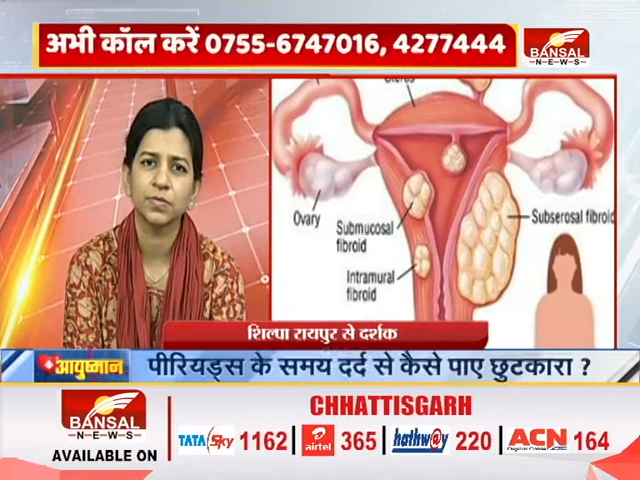 अभी कॉल करें 0755-6747016, 4277444
BANSAL
NEWS
Uterus
Ovary
Submucosal
fibroid
Subserosal fibroid
Intramural
fibroid
शिल्पा रायपुर से दर्शक
आयुष्मान
पीरियड्स के समय दर्द से कैसे पाए छुटकारा ?
BANSAL
NEWS
AVAILABLE ON
CHHATTISGARH
TATA Sky 1162 airtel 365 hathway 220 ACN 164